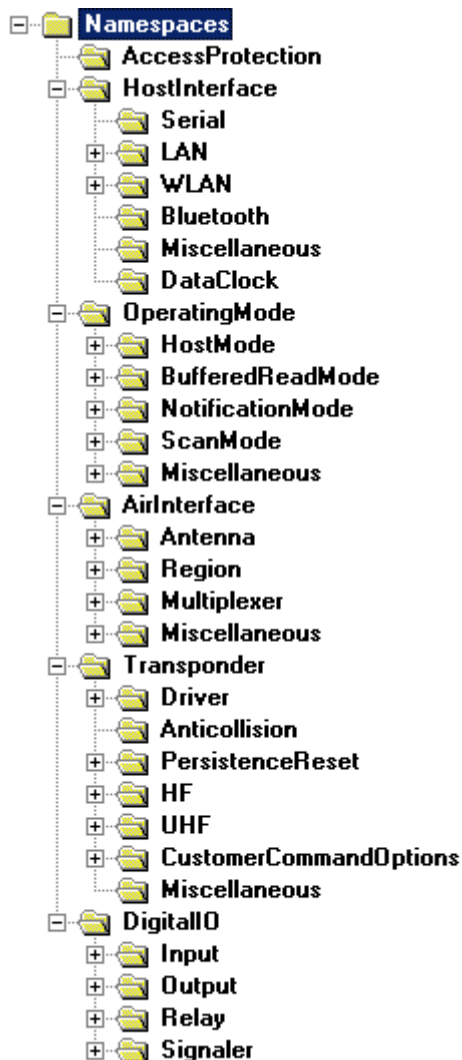 Namespaces
AccessProtection
HostInterface
Serial
LAN
WLAN
Bluetooth
Miscellaneous
DataClock
OperatingMode
HostMode
BufferedReadMode
NotificationMode
ScanMode
Miscellaneous
AirInterface
Antenna
Region
Multiplexer
Miscellaneous
Transponder
Driver
Anticollision
PersistenceReset
HF
UHF
CustomerCommandOptions
Miscellaneous
DigitalIO
Input
Output
Relay
Signaler